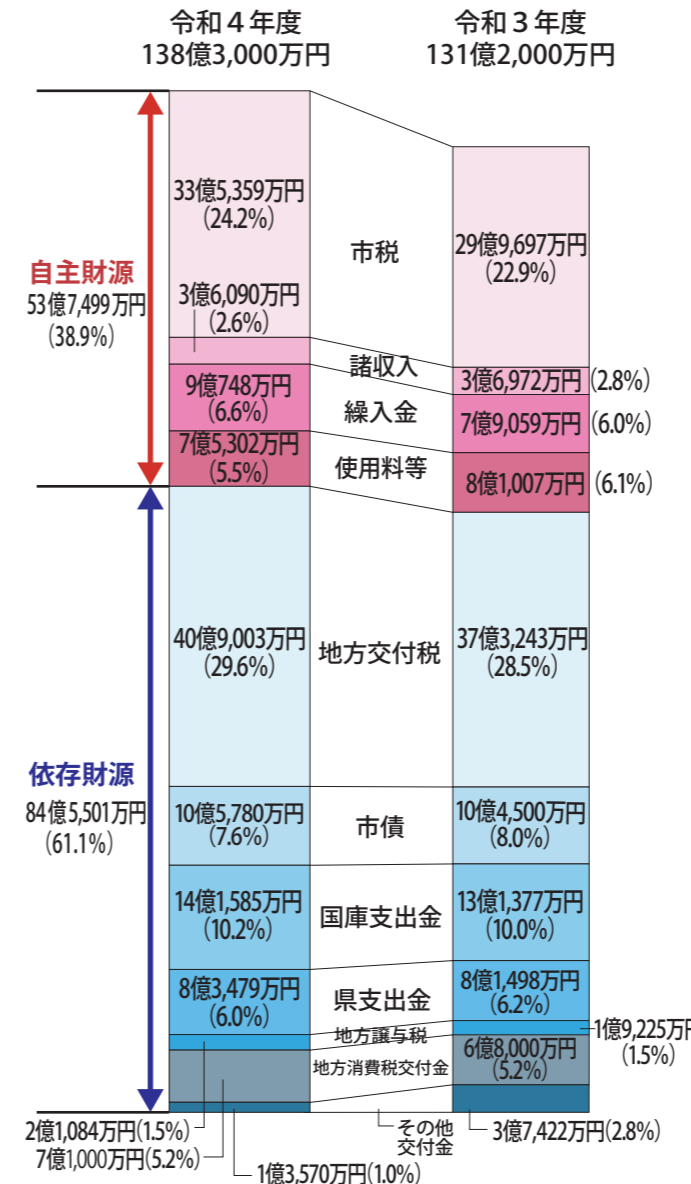 令和４年度
138億3,000万円
令和３年度
131億2,000万円
33億5,359万円
(24.2%)
市税
29億9,697万円
(22.9%)
自主財源
53億7,499万円
(38.9%)
3億6,090万円
(2.6%)
諸収入
3億6,972万円(2.8%)
9億748万円
(6.6%)
繰入金
7億9,059万円(6.0%)
7億5,302万円
(5.5%)
使用料等
8億1,007万円(6.1%)
40億9,003万円
(29.6%)
地方交付税
37億3,243万円
(28.5%)
依存財源
84億5,501万円
(61.1%)
10億5,780万円
(7.6%)
市債
10億4,500万円
(8.0%)
14億1,585万円
(10.2%)
国庫支出金
13億1,377万円
(10.0%)
8億3,479万円
(6.0%)
県支出金
8億1,498万円
(6.2%)
地方譲与税
1億9,225万円
(1.5%)
地方消費税交付金
6億8,000万円
(5.2%)
2億1,084万円(1.5%)
7億1,000万円(5.2%)
1億3,570万円(1.0%)
その他
交付金
3億7,422万円(2.8%)